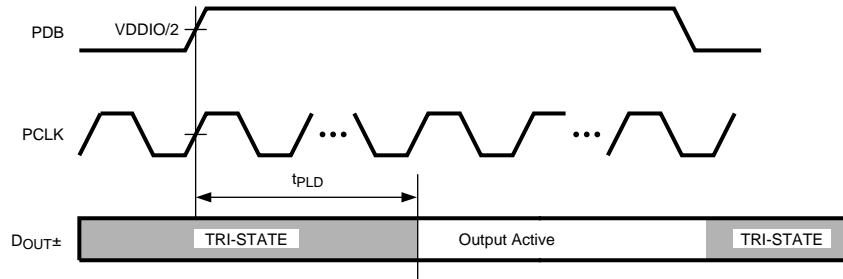 PDB
VDDIO/2
PCLK
tPLD
DOUT±
TRI-STATE
Output Active
TRI-STATE